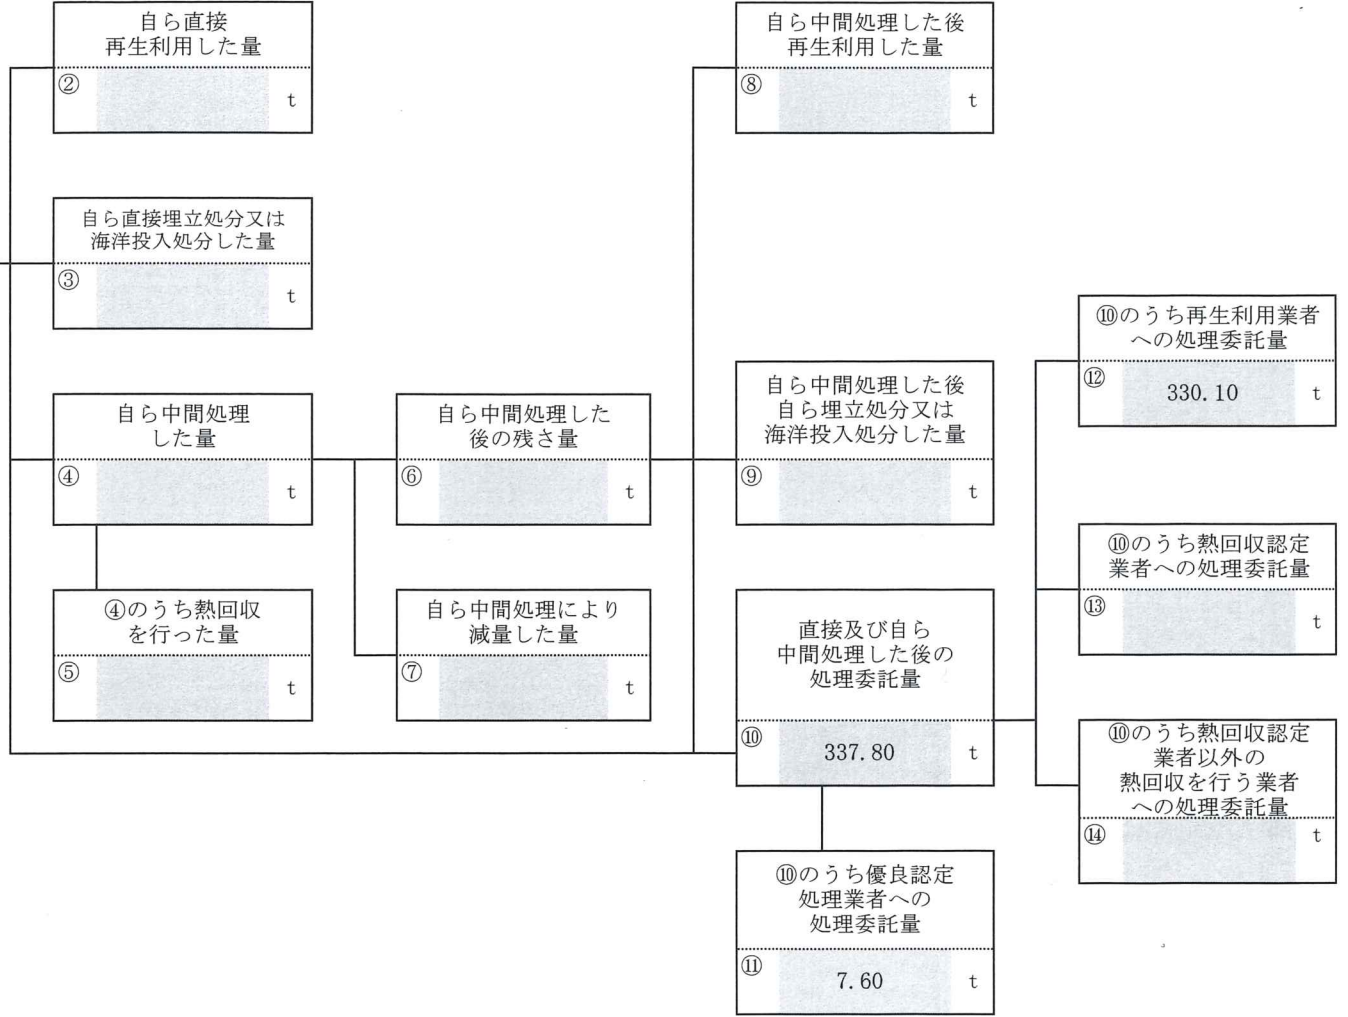 自ら直接
再生利用した量
②
t
自ら直接埋立処分又は
海洋投入処分した量
③
t
自ら中間処理
した量
④
t
④のうち熱回収
を行った量
⑤
t
自ら中間処理した
後の残さ量
⑥
t
自ら中間処理により
減量した量
⑦
t
自ら中間処理した後
再生利用した量
⑧
t
自ら中間処理した後
自ら埋立処分又は
海洋投入処分した量
⑨
t
直接及び自ら
中間処理した後の
処理委託量
⑩ 337.80 t
⑩のうち優良認定
処理業者への
処理委託量
⑪ 7.60 t
⑩のうち再生利用業者
への処理委託量
⑫ 330.10 t
⑩のうち熱回収認定
業者への処理委託量
⑬
t
⑩のうち熱回収認定
業者以外の
熱回収を行う業者
への処理委託量
⑭
t